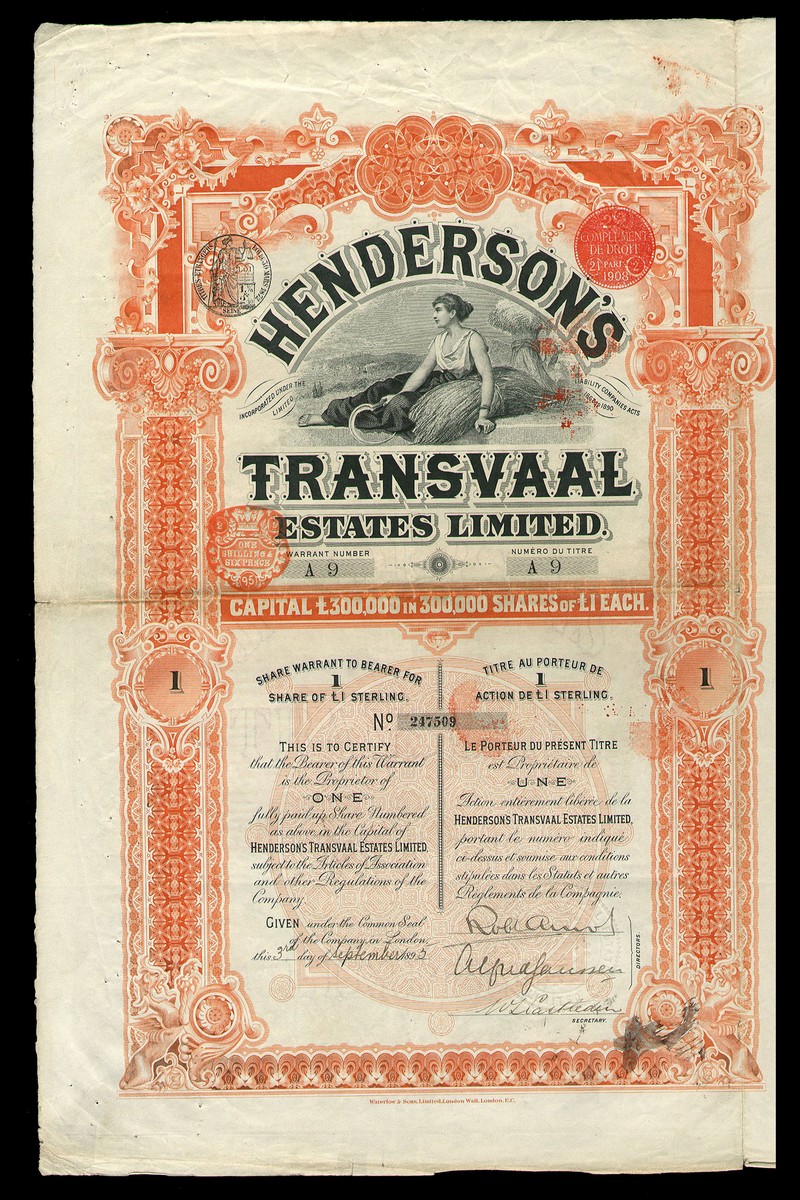 HENDERSON'S
COMPLEMENT
DE DROIT
2% PAR
1908
SEINE
INCORPORATED UNDER THE
LIMITED
LIABILITY COMPANIES ACTS
1890
TRANSVAAL
ESTATES LIMITED.
ONE
SHILLING &
SIXPENCE
WARRANT NUMBER
A 9
NUMÉRO DU TITRE
A 9
CAPITAL £300,000 IN 300,000 SHARES OF £1 EACH.
1
1
SHARE WARRANT TO BEARER FOR
1
SHARE OF £1 STERLING.
TITRE AU PORTEUR DE
1
ACTION DE £1 STERLING.
No. 247509
THIS IS TO CERTIFY
that the Bearer of this Warrant
is the Proprietor of
ONE
fully paid up Share Numbered
as above in the Capital of
HENDERSON'S TRANSVAAL ESTATES LIMITED,
subject to the Articles of Association
and other Regulations of the
Company.
GIVEN under the Common Seal
of the Company in London,
this 3rd day of September 1895
LE PORTEUR DU PRÉSENT TITRE
est Propriétaire de
UNE
Action entièrement libérée de la
HENDERSON'S TRANSVAAL ESTATES LIMITED,
portant le numéro indiqué
ci-dessus et soumise aux conditions
stipulées dans les Statuts et autres
Règlements de la Compagnie.
Alfred Janssen
DIRECTORS.
SECRETARY.
Waterlow & Sons, Limited, London Wall, London, E.C.